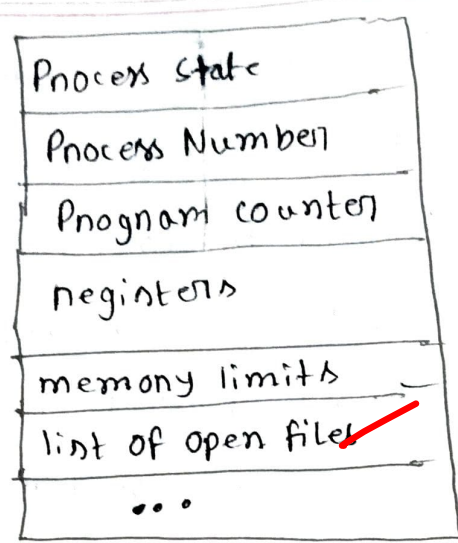 Process state
Process Number
Program counter
registers
memory limits
list of open files
...